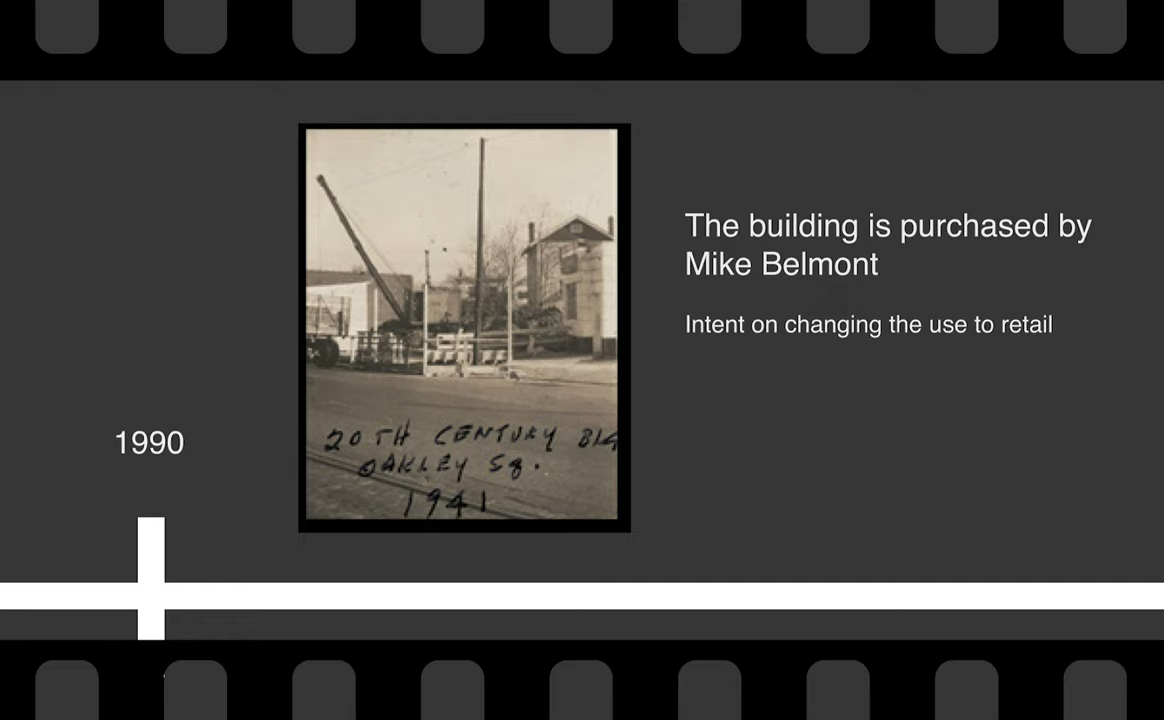 The building is purchased by
Mike Belmont
Intent on changing the use to retail
1990
20TH CENTURY BLG
OAKLEY Sq.
1941